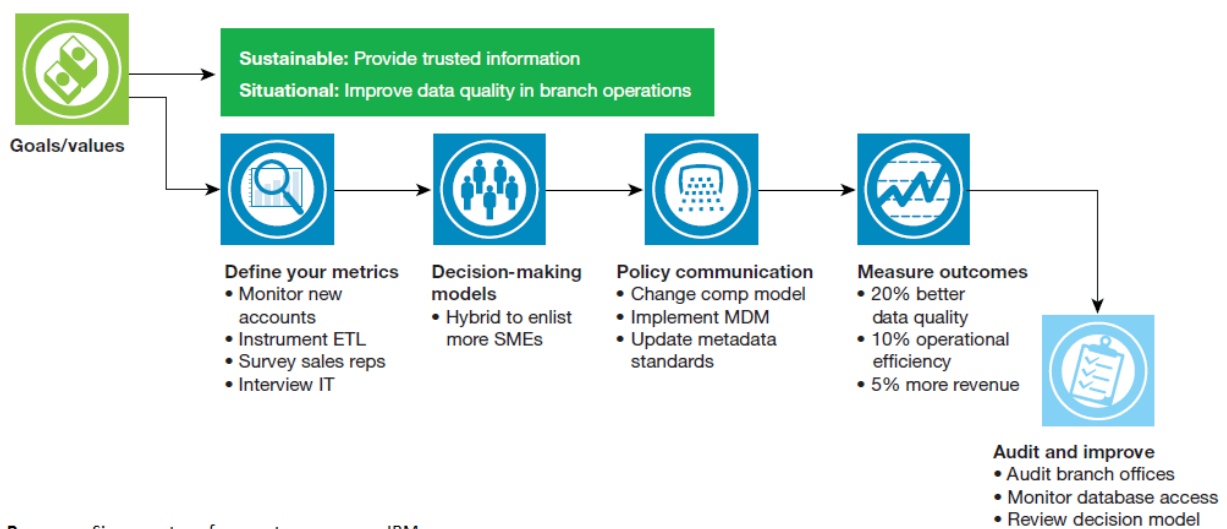 Sustainable: Provide trusted information
Situational: Improve data quality in branch operations
Goals/values
Define your metrics
• Monitor new
accounts
• Instrument ETL
• Survey sales reps
• Interview IT
Decision-making
models
• Hybrid to enlist
more SMEs
Policy communication
• Change comp model
• Implement MDM
• Update metadata
standards
Measure outcomes
• 20% better
data quality
• 10% operational
efficiency
• 5% more revenue
Audit and improve
• Audit branch offices
• Monitor database access
• Review decision model